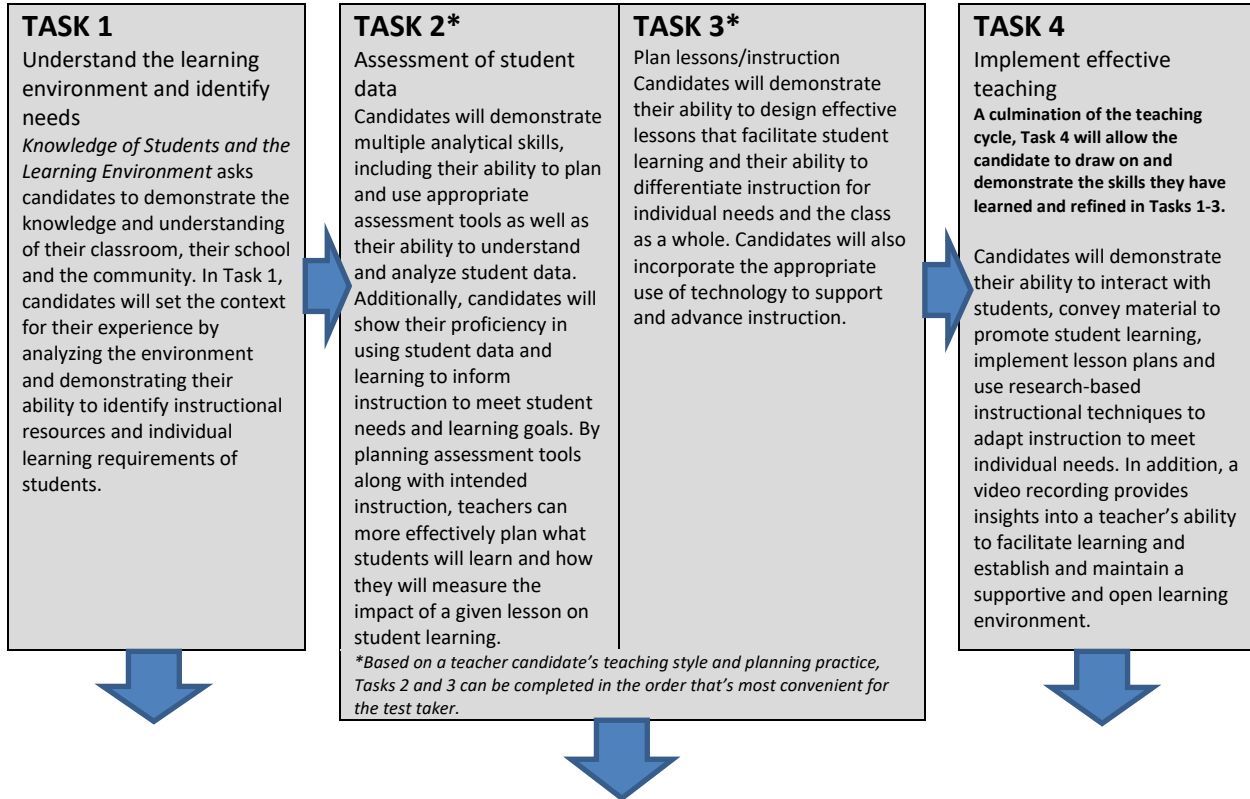 TASK 1
Understand the learning
environment and identify
needs
Knowledge of Students and the
Learning Environment asks
candidates to demonstrate the
knowledge and understanding
of their classroom, their school
and the community. In Task 1,
candidates will set the context
for their experience by
analyzing the environment
and demonstrating their
ability to identify instructional
resources and individual
learning requirements of
students.
TASK 2*
Assessment of student
data
Candidates will demonstrate
multiple analytical skills,
including their ability to plan
and use appropriate
assessment tools as well as
their ability to understand
and analyze student data.
Additionally, candidates will
show their proficiency in
using student data and
learning to inform
instruction to meet student
needs and learning goals. By
planning assessment tools
along with intended
instruction, teachers can
more effectively plan what
students will learn and how
they will measure the
impact of a given lesson on
student learning.
TASK 3*
Plan lessons/instruction
Candidates will demonstrate
their ability to design effective
lessons that facilitate student
learning and their ability to
differentiate instruction for
individual needs and the class
as a whole. Candidates will also
incorporate the appropriate
use of technology to support
and advance instruction.
*Based on a teacher candidate’s teaching style and planning practice,
Tasks 2 and 3 can be completed in the order that’s most convenient for
the test taker.
TASK 4
Implement effective
teaching
A culmination of the teaching
cycle, Task 4 will allow the
candidate to draw on and
demonstrate the skills they have
learned and refined in Tasks 1-3.
Candidates will demonstrate
their ability to interact with
students, convey material to
promote student learning,
implement lesson plans and
use research-based
instructional techniques to
adapt instruction to meet
individual needs. In addition, a
video recording provides
insights into a teacher’s ability
to facilitate learning and
establish and maintain a
supportive and open learning
environment.